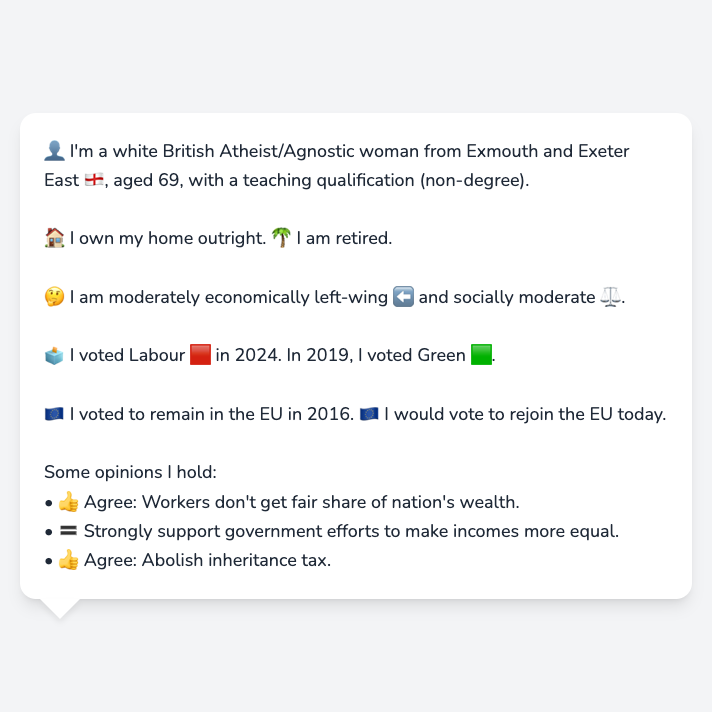 👤 I'm a white British Atheist/Agnostic woman from Exmouth and Exeter
East 🏴󠁧󠁢󠁥󠁮󠁧󠁿, aged 69, with a teaching qualification (non-degree).
🏠 I own my home outright. 🌴 I am retired.
🤔 I am moderately economically left-wing ⬅️ and socially moderate ⚖️.
🗳️ I voted Labour 🟥 in 2024. In 2019, I voted Green 🟩.
🇪🇺 I voted to remain in the EU in 2016. 🇪🇺 I would vote to rejoin the EU today.
Some opinions I hold:
• 👍 Agree: Workers don't get fair share of nation's wealth.
• 🟰 Strongly support government efforts to make incomes more equal.
• 👍 Agree: Abolish inheritance tax.